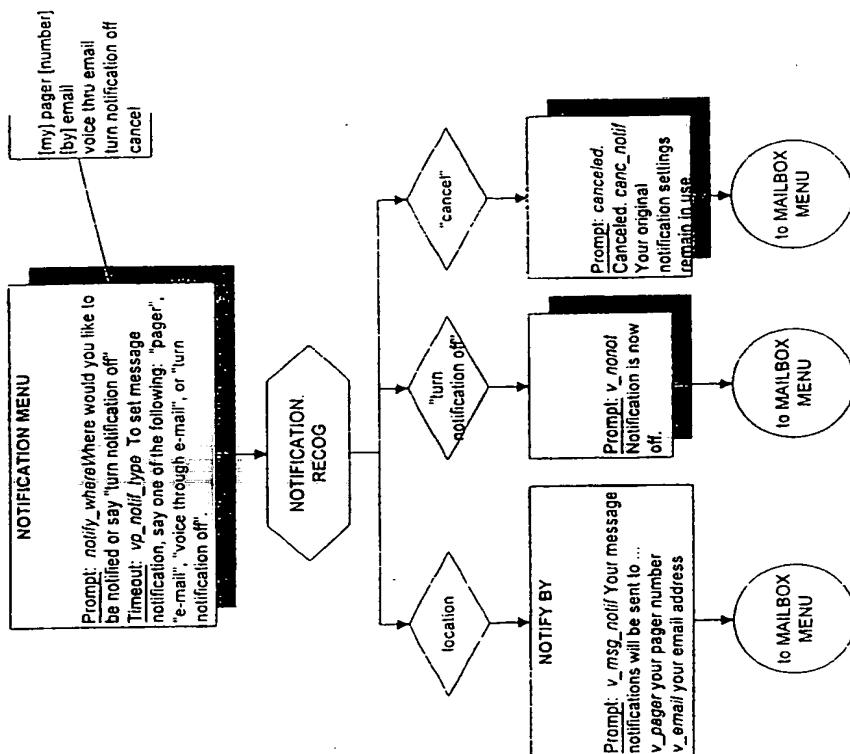 [my] pager [number]
[by] email
voice thru email
turn notification off
cancel
NOTIFICATION MENU
Prompt: notify_whereWhere would you like to
be notified or say "turn notification off"
Timeout: vp_notif_type To set message
notification, say one of the following: "pager",
"e-mail", "voice through e-mail", or "turn
notification off".
NOTIFICATION.
RECOG
location
"turn
notification off"
"cancel"
NOTIFY BY
Prompt: v_msg_notif Your message
notifications will be sent to ...
v_pager your pager number
v_email your email address
Prompt: v_nonot
Notification is now
off.
Prompt: canceled.
Canceled. canc_notif
Your original
notification settings
remain in use.
to MAILBOX
MENU
to MAILBOX
MENU
to MAILBOX
MENU